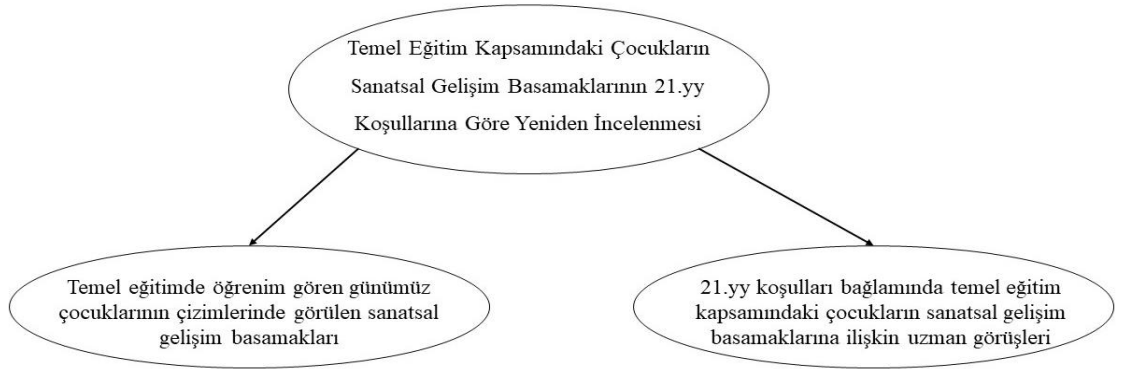 Temel Eğitim Kapsamındaki Çocukların
Sanatsal Gelişim Basamaklarının 21.yy
Koşullarına Göre Yeniden İncelenmesi
Temel eğitimde öğrenim gören günümüz
çocuklarının çizimlerinde görülen sanatsal
gelişim basamakları
21.yy koşulları bağlamında temel eğitim
kapsamındaki çocukların sanatsal gelişim
basamaklarına ilişkin uzman görüşleri